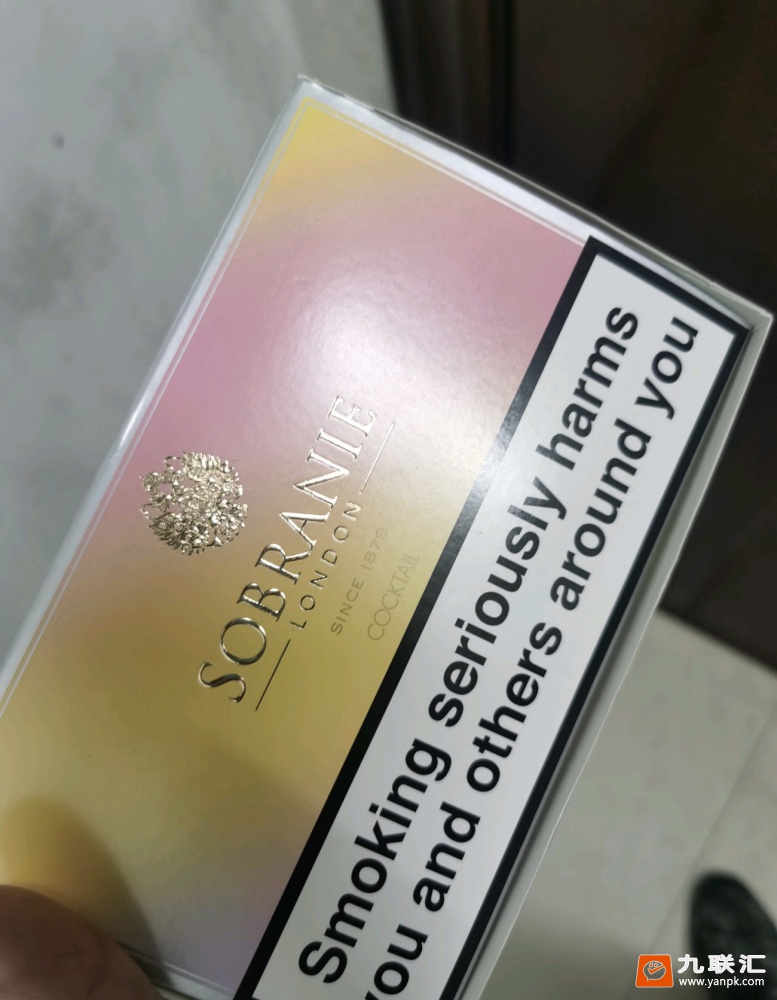 SOBRANIE
LONDON
SINCE 1879
COCKTAIL
Smoking seriously harms
you and others around you
九联汇
www.yanpk.com